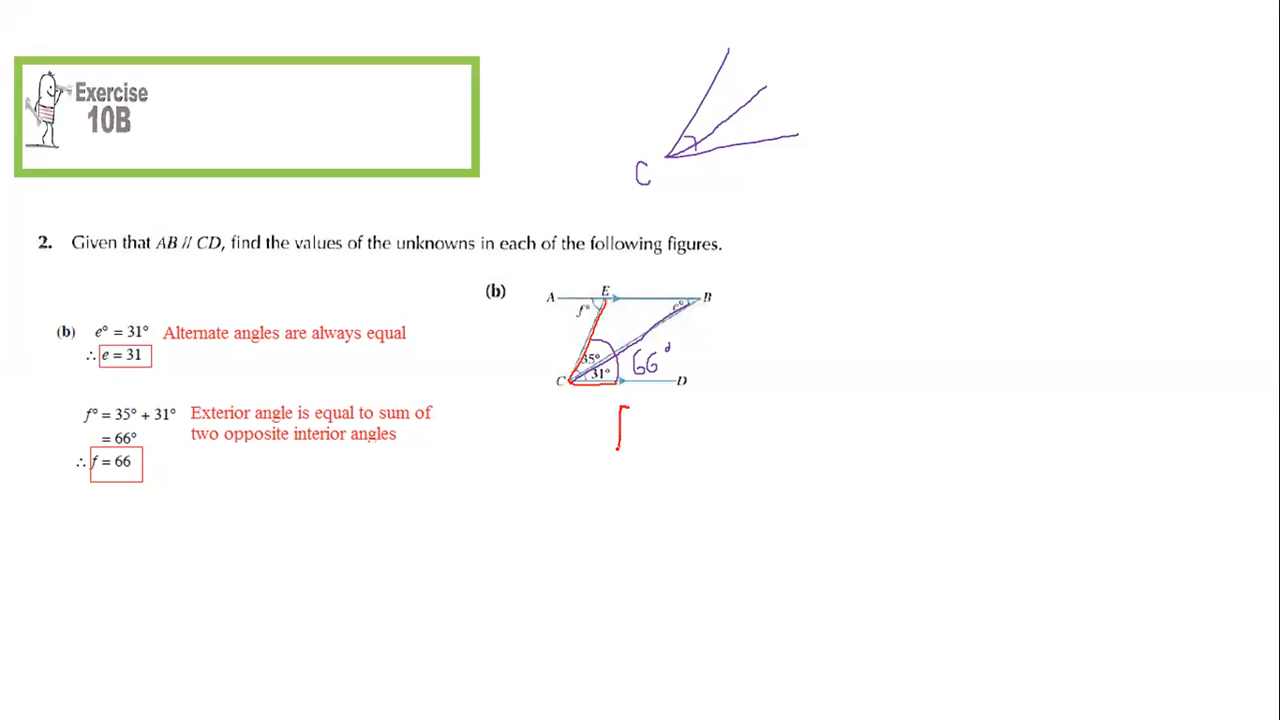 Exercise
10B
C
2. Given that AB // CD, find the values of the unknowns in each of the following figures.
(b)
A E B
f° e°
35° 66°
31°
C D
(b) e° = 31° Alternate angles are always equal
∴ e = 31
f° = 35° + 31° Exterior angle is equal to sum of
= 66° two opposite interior angles
∴ f = 66